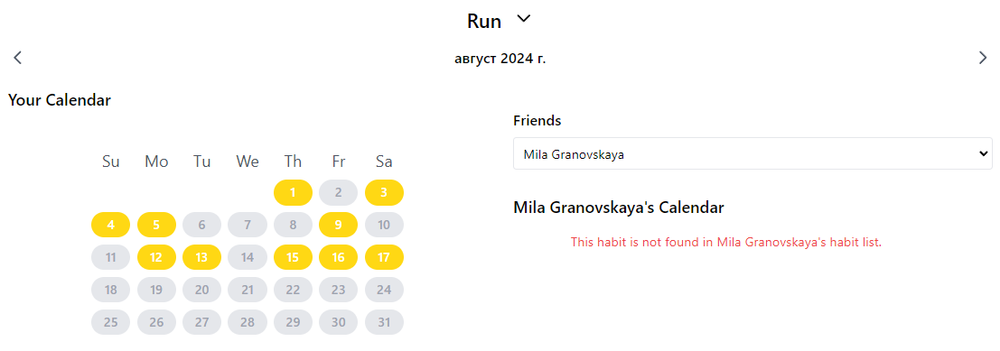 Run
август 2024 г.
Your Calendar
Su Mo Tu We Th Fr Sa
1 2 3
4 5 6 7 8 9 10
11 12 13 14 15 16 17
18 19 20 21 22 23 24
25 26 27 28 29 30 31
Friends
Mila Granovskaya
Mila Granovskaya's Calendar
This habit is not found in Mila Granovskaya's habit list.